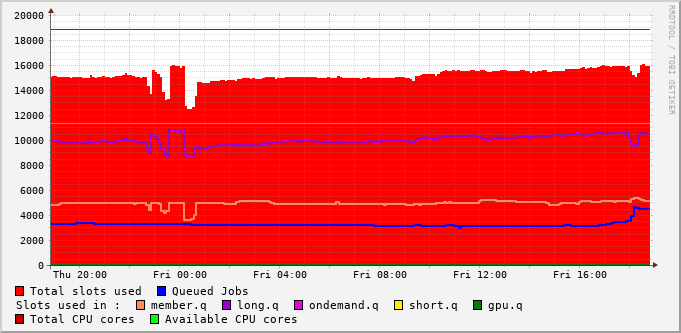 20000
18000
16000
14000
12000
10000
8000
6000
4000
2000
0
Thu 20:00 Fri 00:00 Fri 04:00 Fri 08:00 Fri 12:00 Fri 16:00
Total slots used Queued Jobs
Slots used in : member.q long.q ondemand.q short.q gpu.q
Total CPU cores Available CPU cores
RRDTOOL / TOBI OETIKER